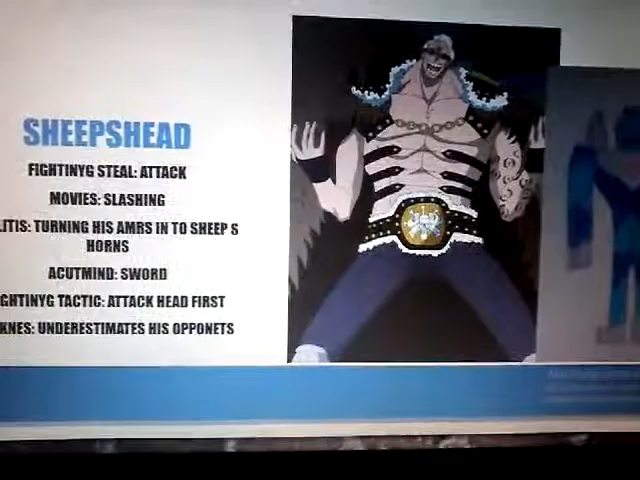 SHEEPSHEAD
FIGHTINYG STEAL: ATTACK
MOVIES: SLASHING
LITIS: TURNING HIS AMRS IN TO SHEEP S
HORNS
ACUTMIND: SWORD
GHTINYG TACTIC: ATTACK HEAD FIRST
KNES: UNDERESTIMATES HIS OPPONETS